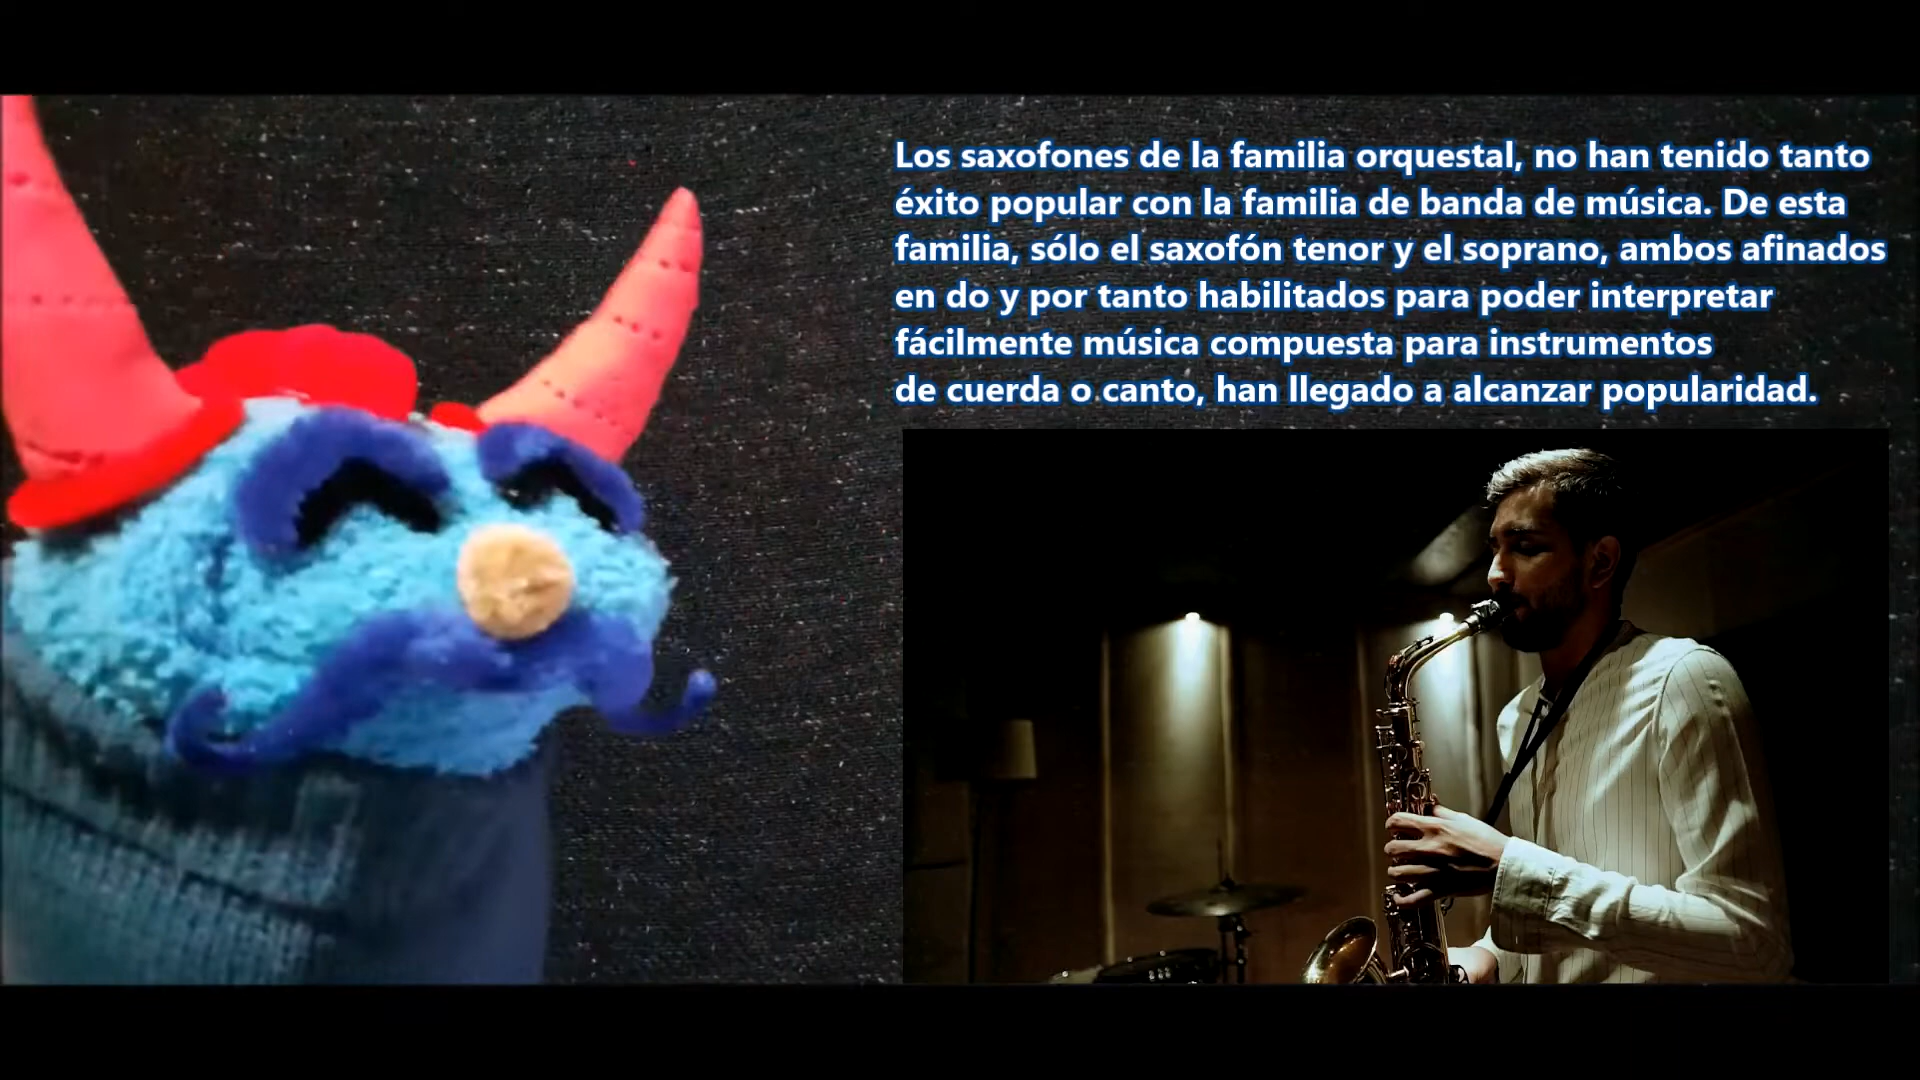 Los saxofones de la familia orquestal, no han tenido tanto
éxito popular con la familia de banda de música. De esta
familia, sólo el saxofón tenor y el soprano, ambos afinados
en do y por tanto habilitados para poder interpretar
fácilmente música compuesta para instrumentos
de cuerda o canto, han llegado a alcanzar popularidad.